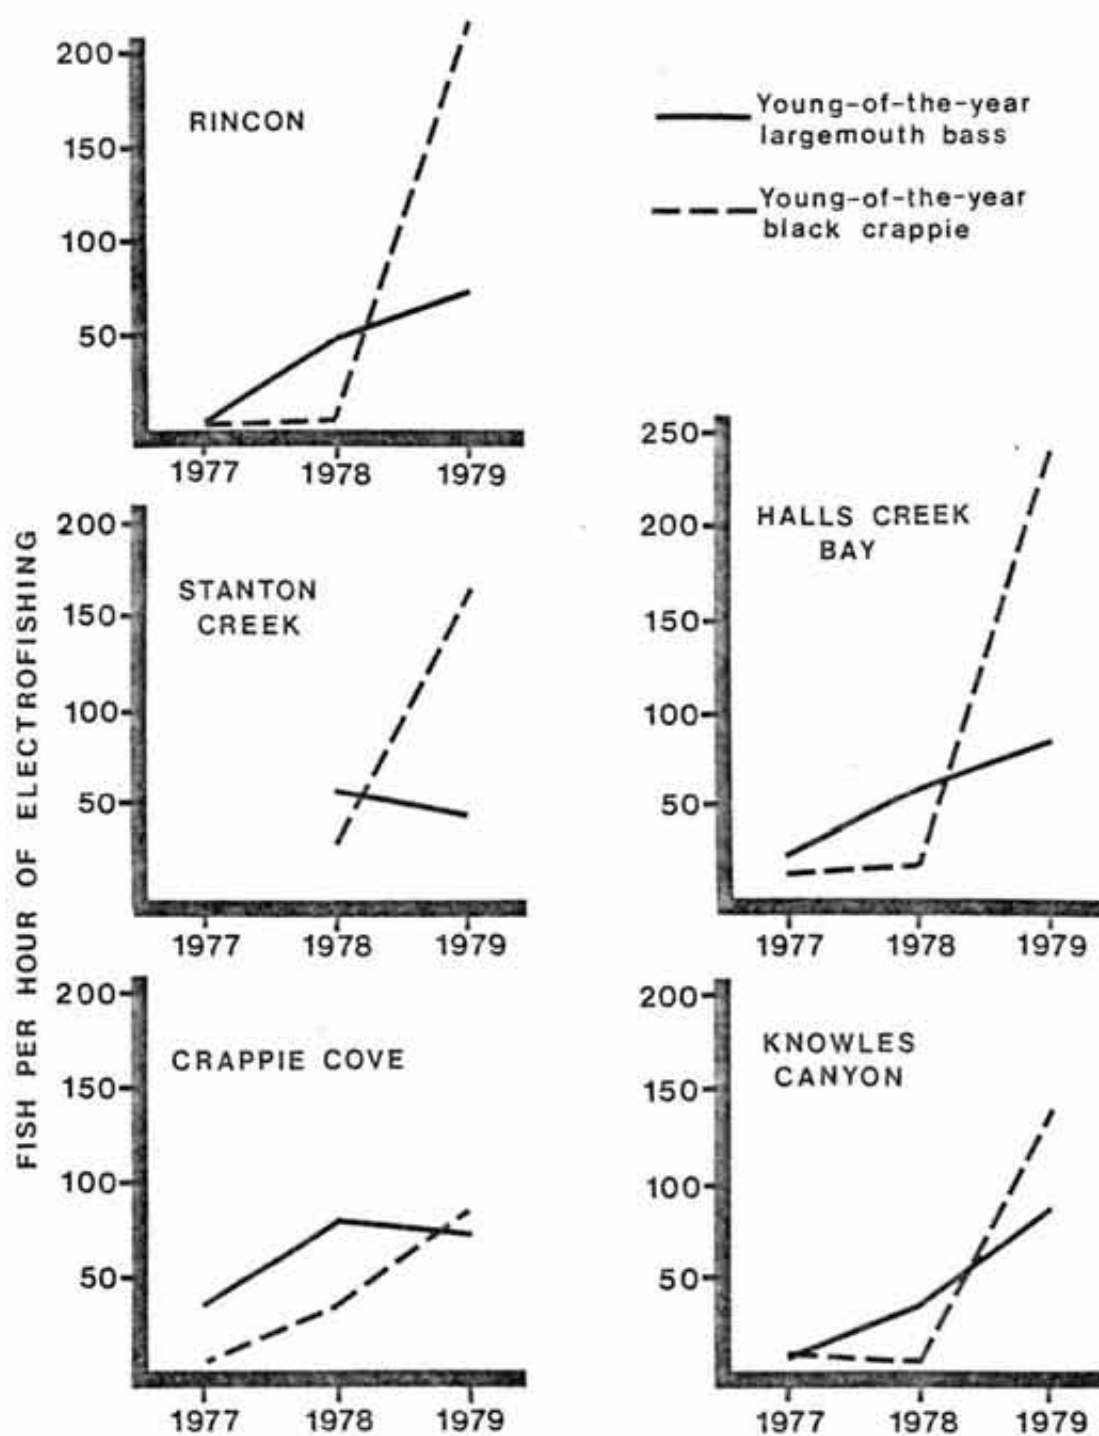 FISH PER HOUR OF ELECTROFISHING
RINCON
200
150
100
50
1977 1978 1979
Young-of-the-year
largemouth bass
Young-of-the-year
black crappie
STANTON
CREEK
200
150
100
50
1977 1978 1979
HALLS CREEK
BAY
250
200
150
100
50
1977 1978 1979
CRAPPIE COVE
200
150
100
50
1977 1978 1979
KNOWLES
CANYON
200
150
100
50
1977 1978 1979